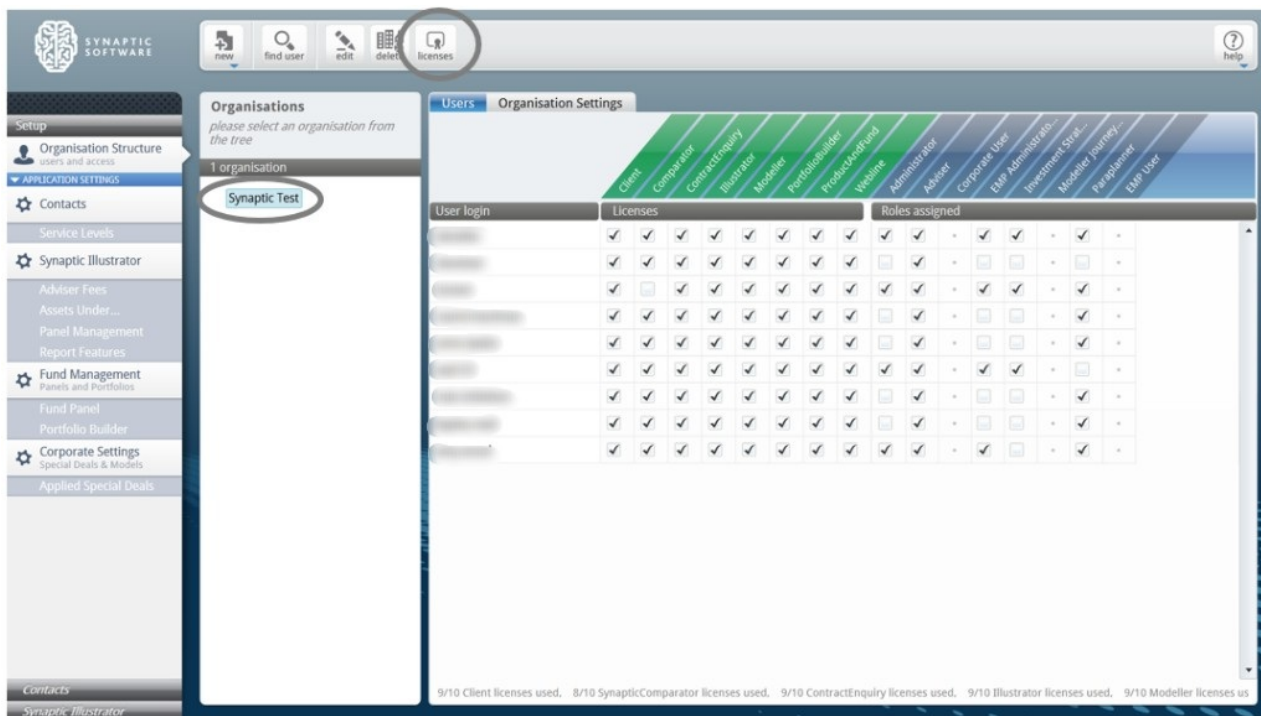 SYNAPTIC
SOFTWARE
new
find user
edit
delet
licenses
help
Setup
Organisation Structure
users and access
APPLICATION SETTINGS
Contacts
Service Levels
Synaptic Illustrator
Adviser Fees
Assets Under...
Panel Management
Report Features
Fund Management
Panels and Portfolios
Fund Panel
Portfolio Builder
Corporate Settings
Special Deals & Models
Applied Special Deals
Contacts
Synaptic Illustrator
Organisations
please select an organisation from
the tree
1 organisation
Synaptic Test
Users
Organisation Settings
Client
Comparator
ContractEnquiry
Illustrator
Modeller
PortfolioBuilder
ProductAndFund
Webline
Administrator
Adviser
Corporate User
EMP Administrato...
Investment Strat...
Modeller Journey...
Paraplanner
EMP User
User login
Licenses
Roles assigned
9/10 Client licenses used, 8/10 SynapticComparator licenses used, 9/10 ContractEnquiry licenses used, 9/10 Illustrator licenses used, 9/10 Modeller licenses us